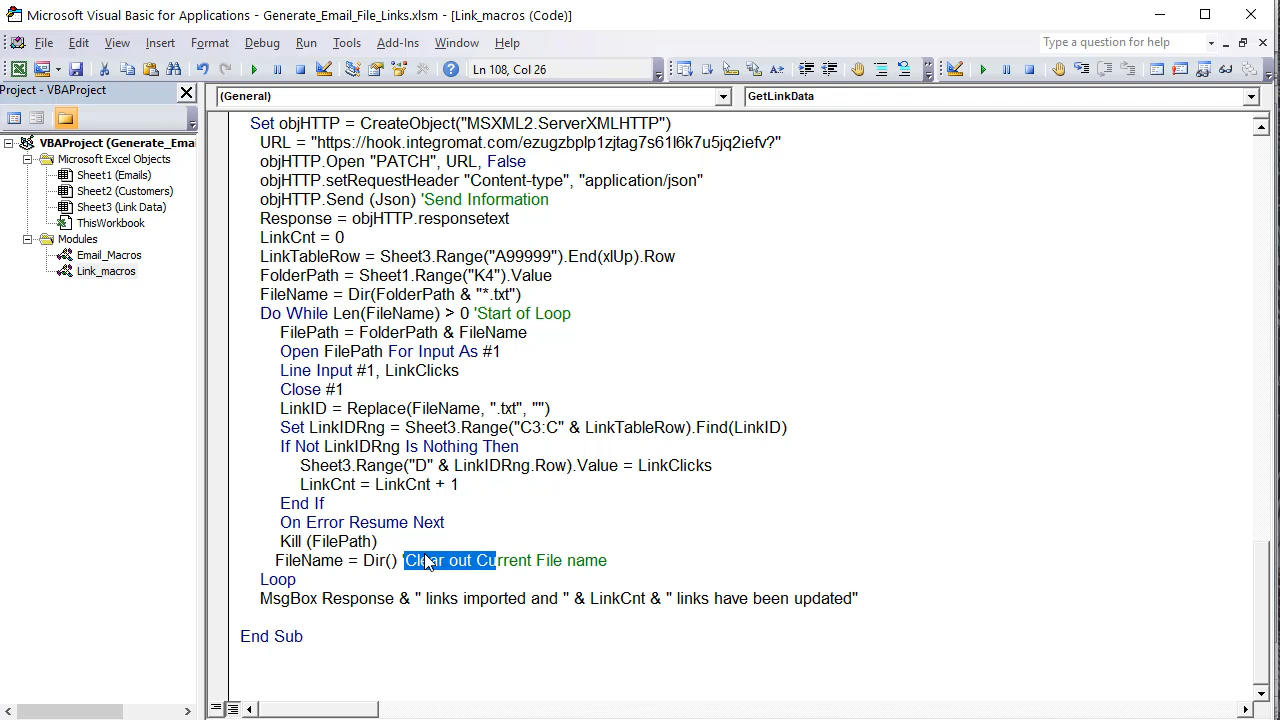 Microsoft Visual Basic for Applications - Generate_Email_File_Links.xlsm - [Link_macros (Code)]
File Edit View Insert Format Debug Run Tools Add-Ins Window Help
Type a question for help
Ln 108, Col 26
Project - VBAProject
(General)
GetLinkData
VBAProject (Generate_Emai
Microsoft Excel Objects
Sheet1 (Emails)
Sheet2 (Customers)
Sheet3 (Link Data)
ThisWorkbook
Modules
Email_Macros
Link_macros
Set objHTTP = CreateObject("MSXML2.ServerXMLHTTP")
URL = "https://hook.integromat.com/ezugzbplp1zjtag7s61l6k7u5jq2iefv?"
objHTTP.Open "PATCH", URL, False
objHTTP.setRequestHeader "Content-type", "application/json"
objHTTP.Send (Json) 'Send Information
Response = objHTTP.responsetext
LinkCnt = 0
LinkTableRow = Sheet3.Range("A99999").End(xlUp).Row
FolderPath = Sheet1.Range("K4").Value
FileName = Dir(FolderPath & "*.txt")
Do While Len(FileName) > 0 'Start of Loop
FilePath = FolderPath & FileName
Open FilePath For Input As #1
Line Input #1, LinkClicks
Close #1
LinkID = Replace(FileName, ".txt", "")
Set LinkIDRng = Sheet3.Range("C3:C" & LinkTableRow).Find(LinkID)
If Not LinkIDRng Is Nothing Then
Sheet3.Range("D" & LinkIDRng.Row).Value = LinkClicks
LinkCnt = LinkCnt + 1
End If
On Error Resume Next
Kill (FilePath)
FileName = Dir() 'Clear out Current File name
Loop
MsgBox Response & " links imported and " & LinkCnt & " links have been updated"
End Sub